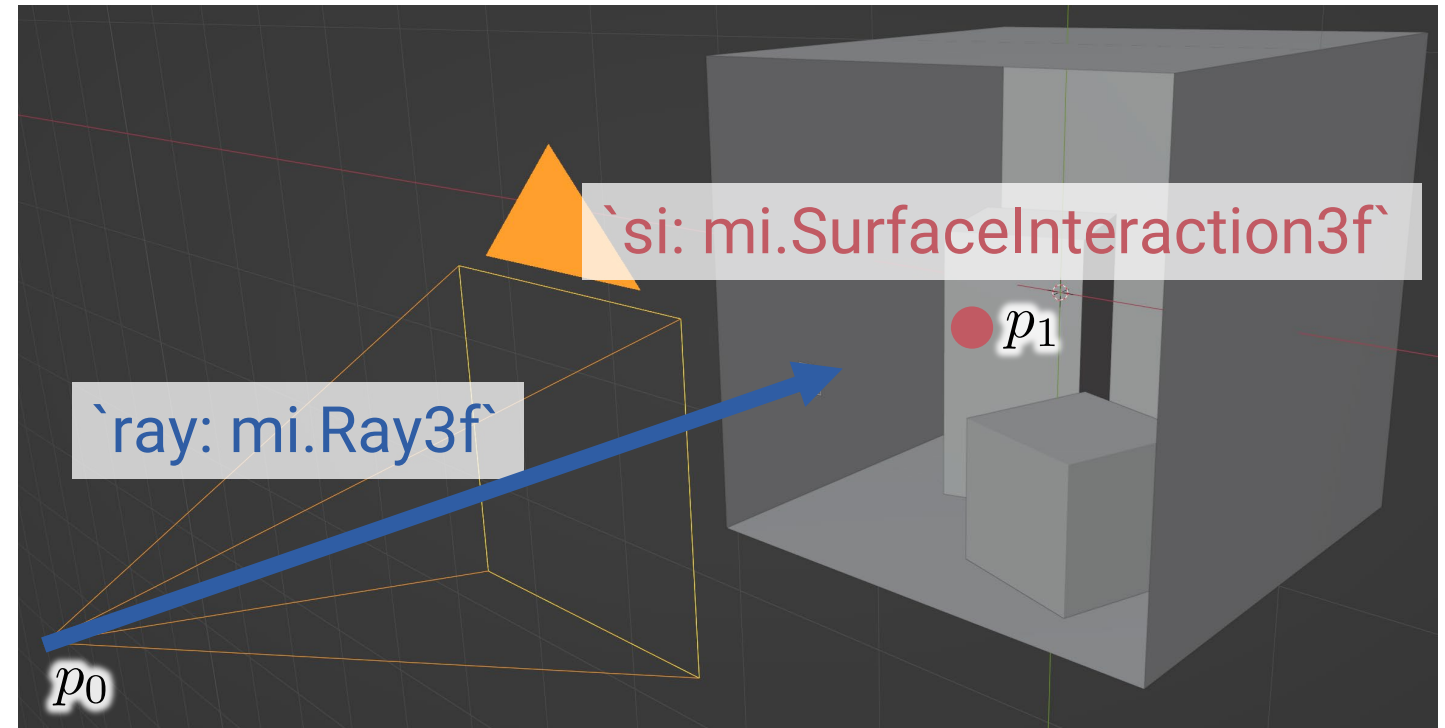 `si: mi.SurfaceInteraction3f`
p₁
`ray: mi.Ray3f`
p₀